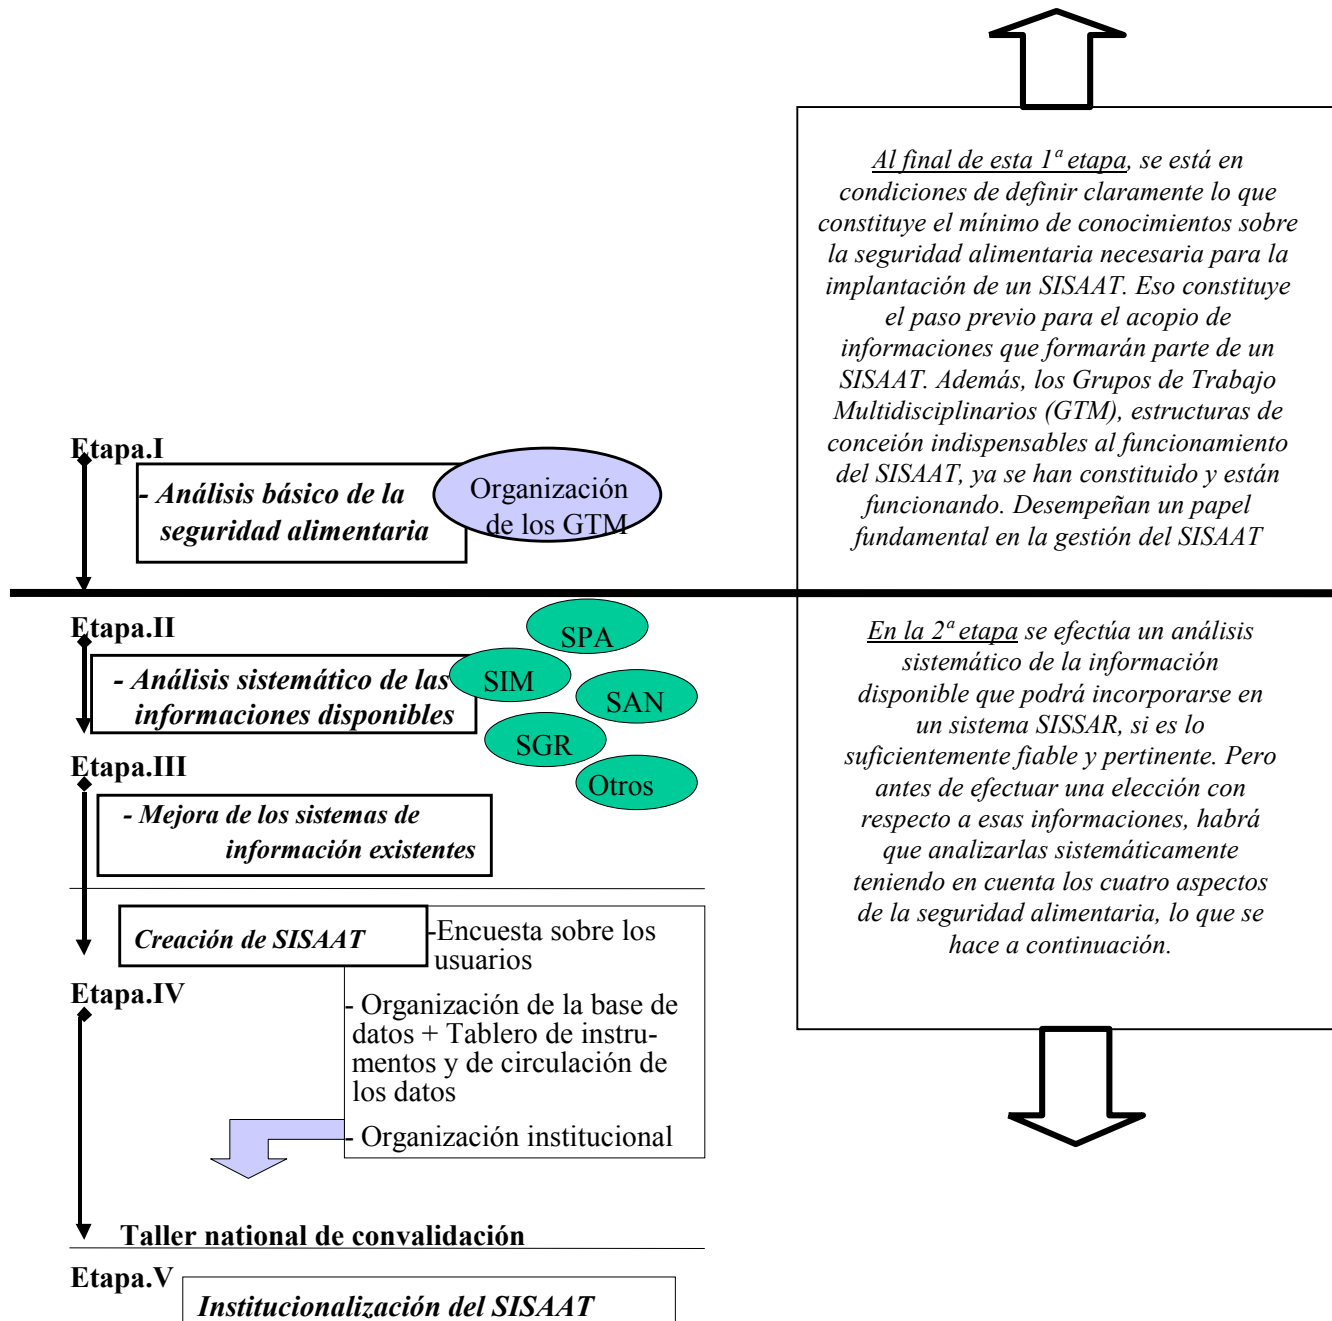 Etapa.I
- Análisis básico de la
seguridad alimentaria
Organización
de los GTM
Etapa.II
- Análisis sistemático de las
informaciones disponibles
SPA
SIM
SAN
SGR
Otros
Etapa.III
- Mejora de los sistemas de
información existentes
Creación de SISAAT
-Encuesta sobre los
usuarios
Etapa.IV
- Organización de la base de
datos + Tablero de instru-
mentos y de circulación de
los datos
- Organización institucional
Taller national de convalidación
Etapa.V
Institucionalización del SISAAT
Al final de esta 1ª etapa, se está en
condiciones de definir claramente lo que
constituye el mínimo de conocimientos sobre
la seguridad alimentaria necesaria para la
implantación de un SISAAT. Eso constituye
el paso previo para el acopio de
informaciones que formarán parte de un
SISAAT. Además, los Grupos de Trabajo
Multidisciplinarios (GTM), estructuras de
conceión indispensables al funcionamiento
del SISAAT, ya se han constituido y están
funcionando. Desempeñan un papel
fundamental en la gestión del SISAAT
En la 2ª etapa se efectúa un análisis
sistemático de la información
disponible que podrá incorporarse en
un sistema SISSAR, si es lo
suficientemente fiable y pertinente. Pero
antes de efectuar una elección con
respecto a esas informaciones, habrá
que analizarlas sistemáticamente
teniendo en cuenta los cuatro aspectos
de la seguridad alimentaria, lo que se
hace a continuación.